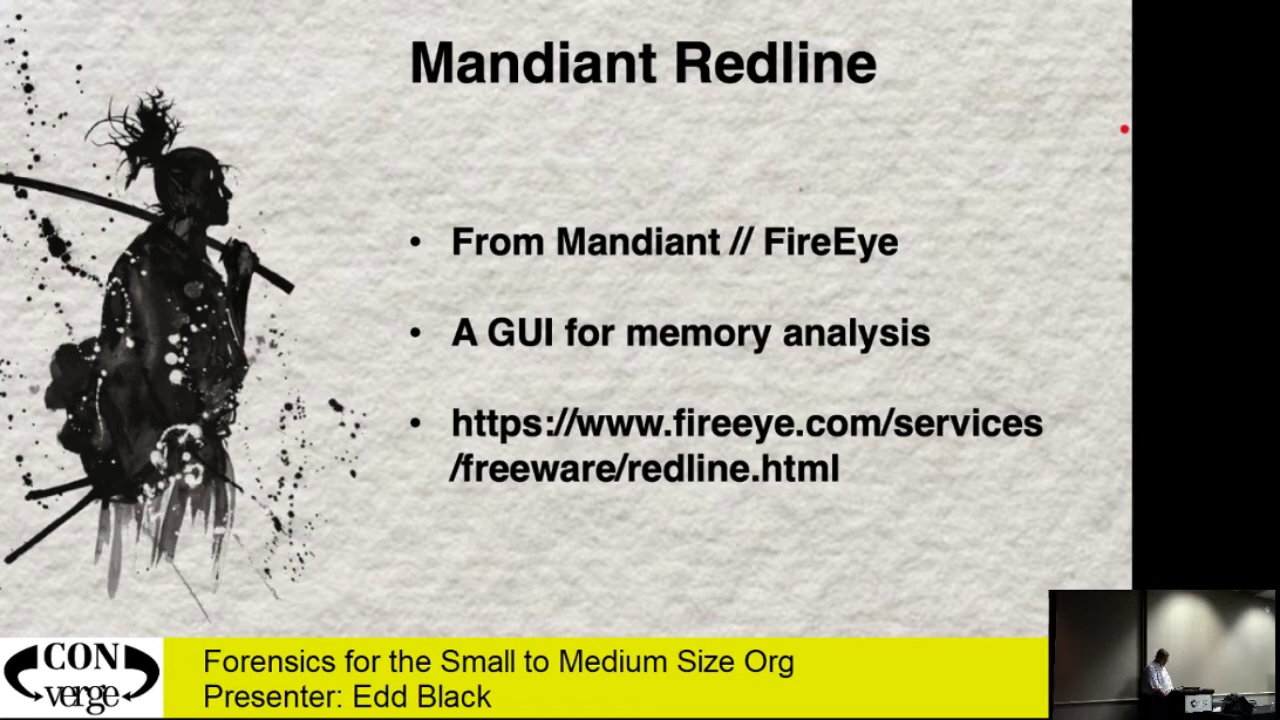 Mandiant Redline
• From Mandiant // FireEye
• A GUI for memory analysis
• https://www.fireeye.com/services
/freeware/redline.html
CON
verge
Forensics for the Small to Medium Size Org
Presenter: Edd Black